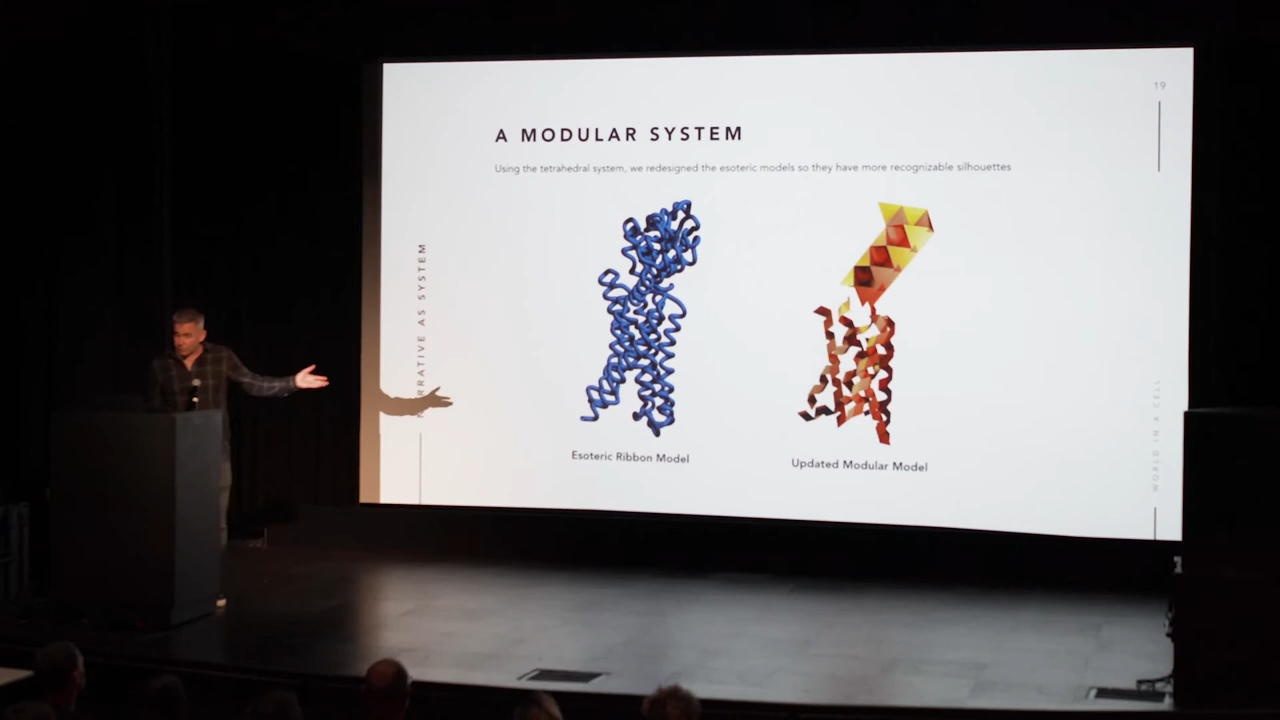 19
A MODULAR SYSTEM
Using the tetrahedral system, we redesigned the esoteric models so they have more recognizable silhouettes
RRATIVE AS SYSTEM
Esoteric Ribbon Model
Updated Modular Model
WORLD IN A CELL